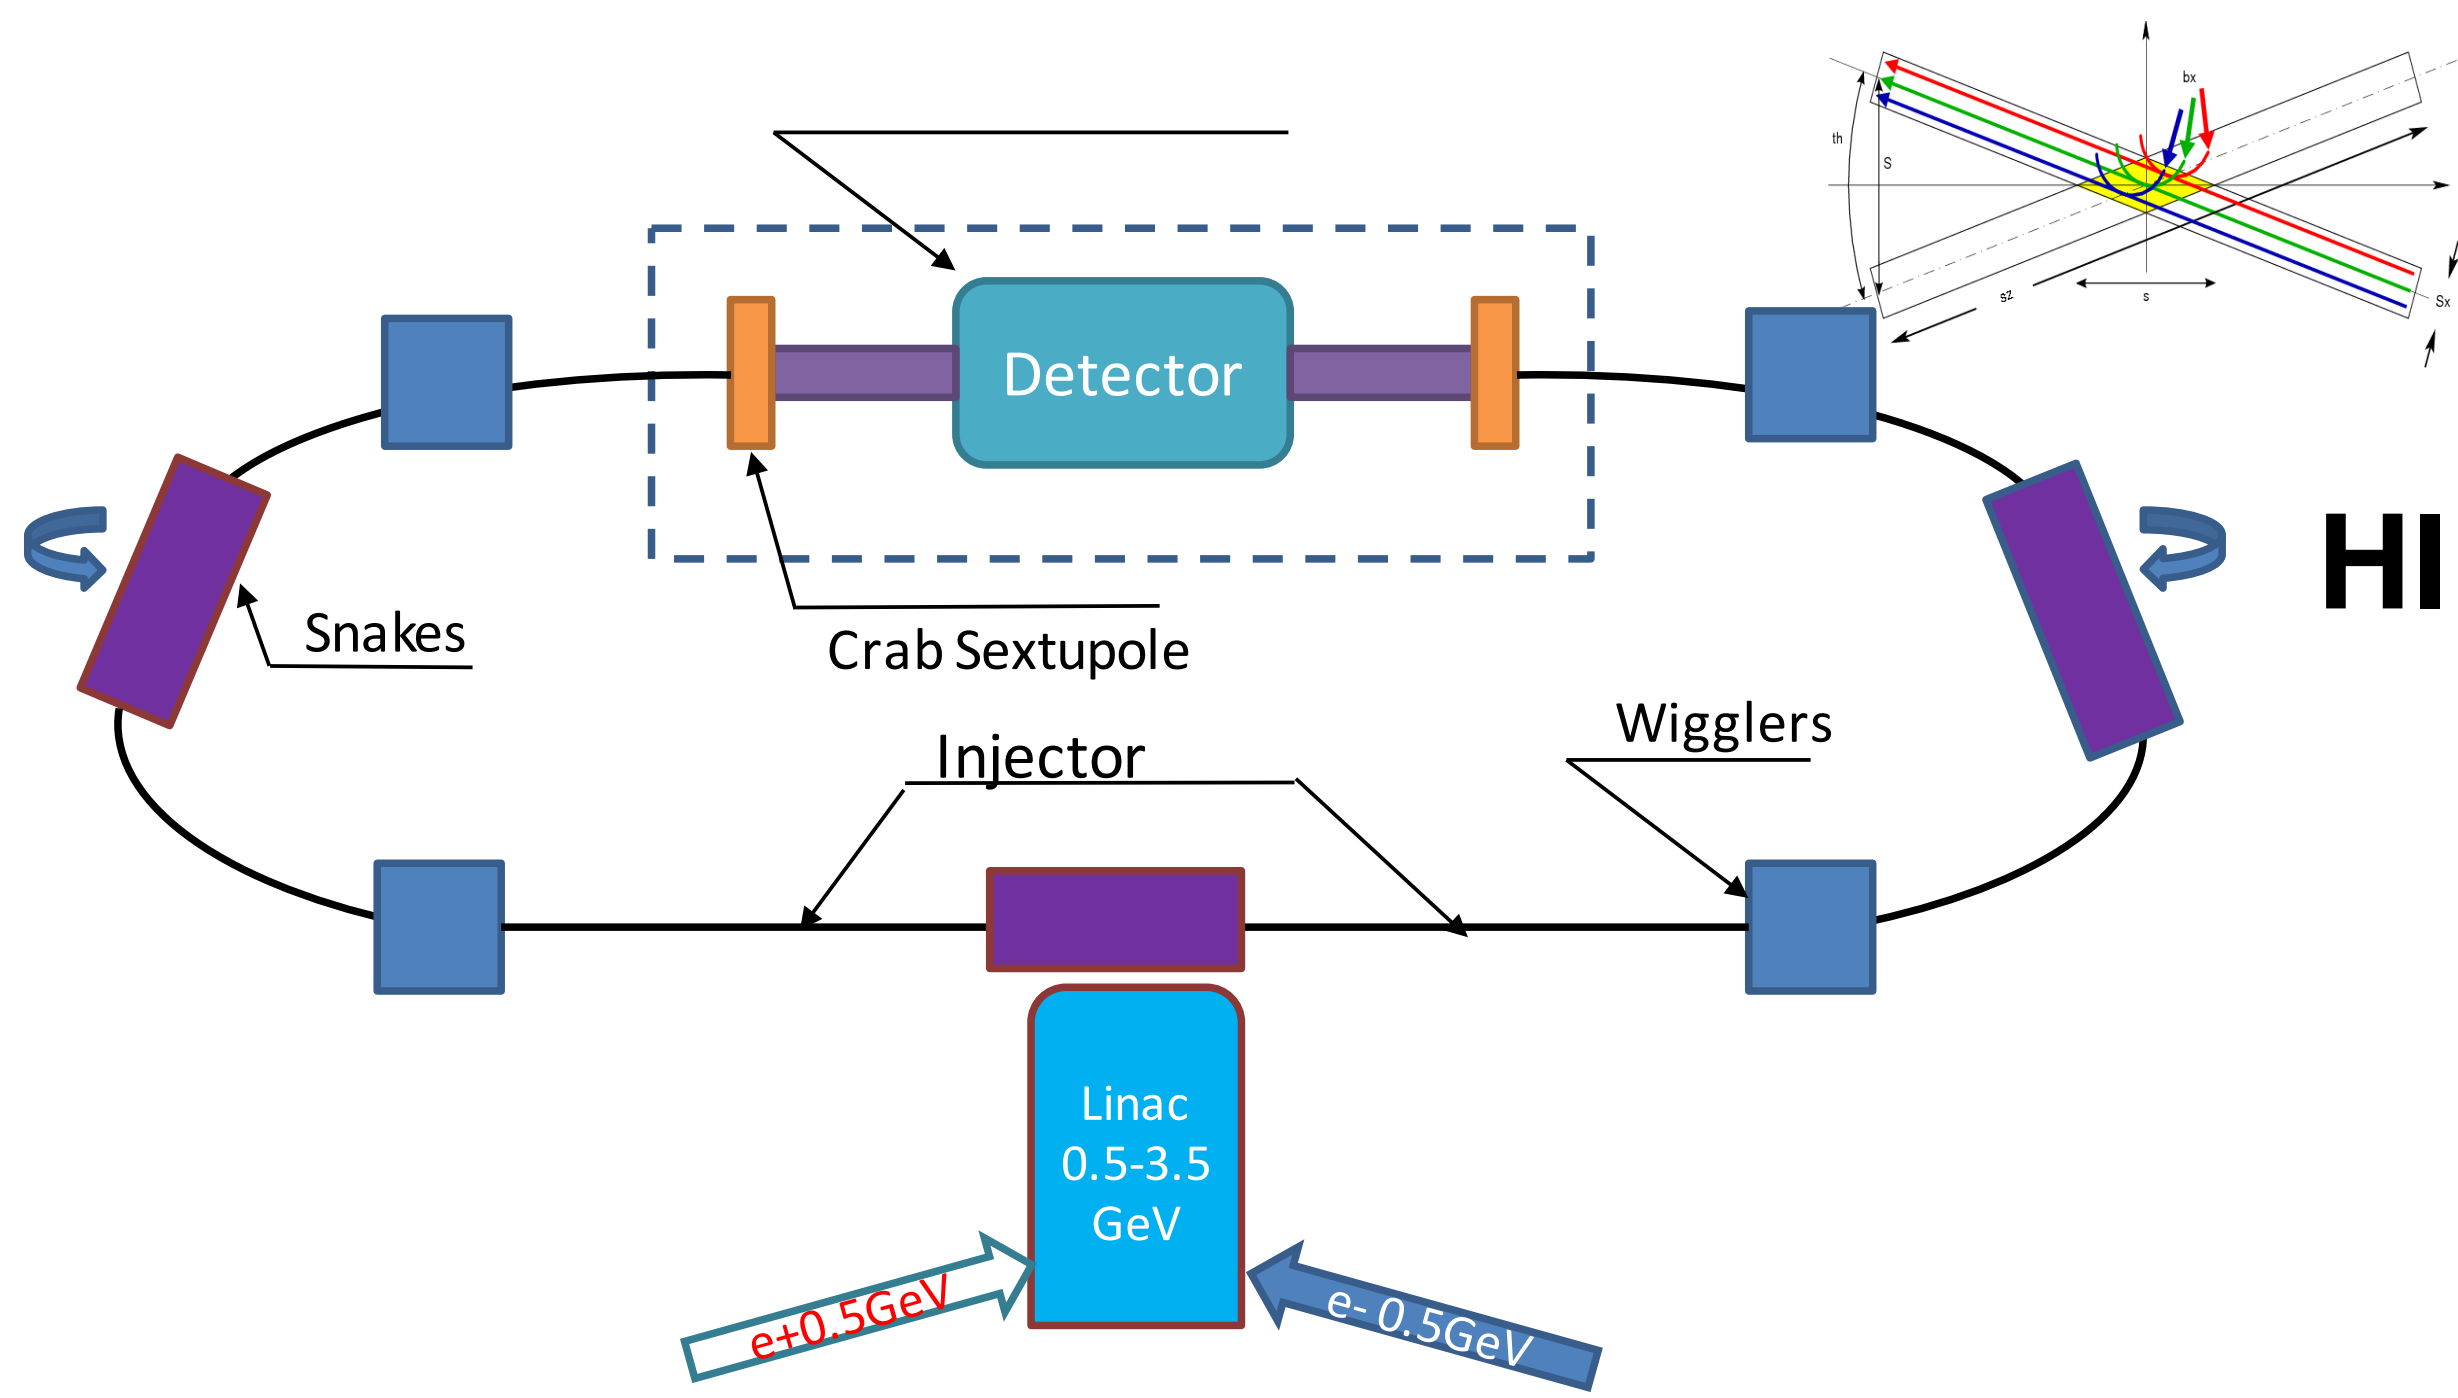 bx
th
S
sz
s
Sx
Detector
HI
Snakes
Crab Sextupole
Wigglers
Injector
Linac
0.5-3.5
GeV
e+0.5GeV
e- 0.5GeV